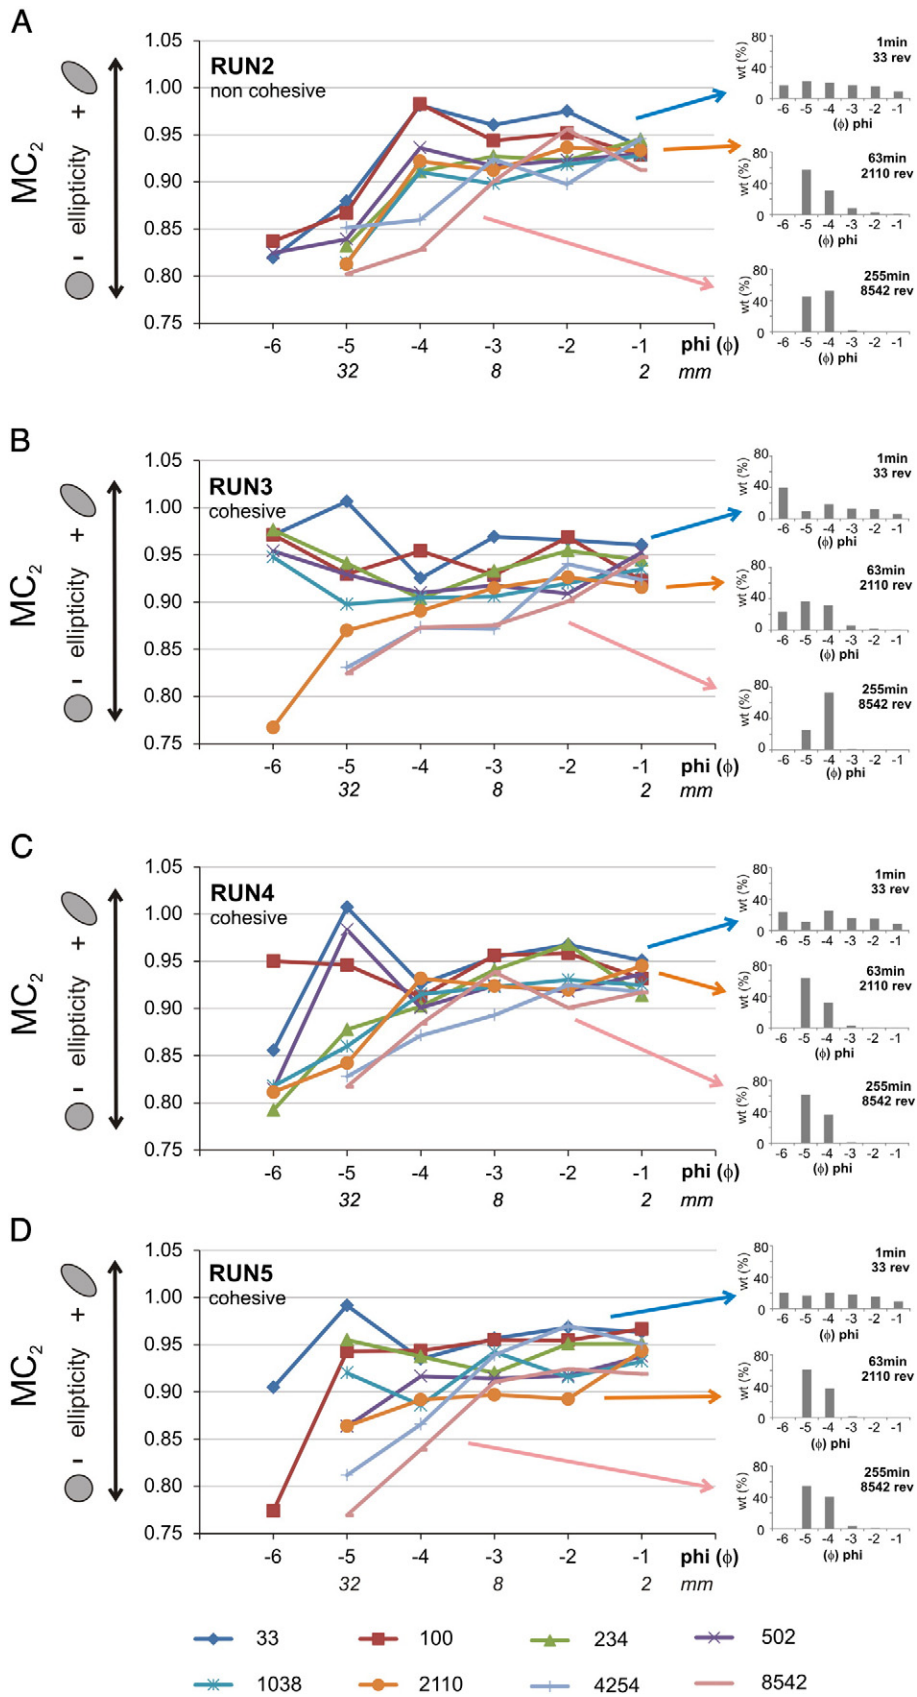 A
MC2
- ellipticity +
1.05
1.00
0.95
0.90
0.85
0.80
0.75
RUN2
non cohesive
-6 -5 -4 -3 -2 -1 phi (ϕ)
32 8 2 mm
wt (%)
80
40
0
1min
33 rev
-6 -5 -4 -3 -2 -1
(ϕ) phi
wt (%)
80
40
0
63min
2110 rev
-6 -5 -4 -3 -2 -1
(ϕ) phi
wt (%)
80
40
0
255min
8542 rev
-6 -5 -4 -3 -2 -1
(ϕ) phi
B
MC2
- ellipticity +
1.05
1.00
0.95
0.90
0.85
0.80
0.75
RUN3
cohesive
-6 -5 -4 -3 -2 -1 phi (ϕ)
32 8 2 mm
wt (%)
80
40
0
1min
33 rev
-6 -5 -4 -3 -2 -1
(ϕ) phi
wt (%)
80
40
0
63min
2110 rev
-6 -5 -4 -3 -2 -1
(ϕ) phi
wt (%)
80
40
0
255min
8542 rev
-6 -5 -4 -3 -2 -1
(ϕ) phi
C
MC2
- ellipticity +
1.05
1.00
0.95
0.90
0.85
0.80
0.75
RUN4
cohesive
-6 -5 -4 -3 -2 -1 phi (ϕ)
32 8 2 mm
wt (%)
80
40
0
1min
33 rev
-6 -5 -4 -3 -2 -1
(ϕ) phi
wt (%)
80
40
0
63min
2110 rev
-6 -5 -4 -3 -2 -1
(ϕ) phi
wt (%)
80
40
0
255min
8542 rev
-6 -5 -4 -3 -2 -1
(ϕ) phi
D
MC2
- ellipticity +
1.05
1.00
0.95
0.90
0.85
0.80
0.75
RUN5
cohesive
-6 -5 -4 -3 -2 -1 phi (ϕ)
32 8 2 mm
wt (%)
80
40
0
1min
33 rev
-6 -5 -4 -3 -2 -1
(ϕ) phi
wt (%)
80
40
0
63min
2110 rev
-6 -5 -4 -3 -2 -1
(ϕ) phi
wt (%)
80
40
0
255min
8542 rev
-6 -5 -4 -3 -2 -1
(ϕ) phi
33 100 234 502
1038 2110 4254 8542